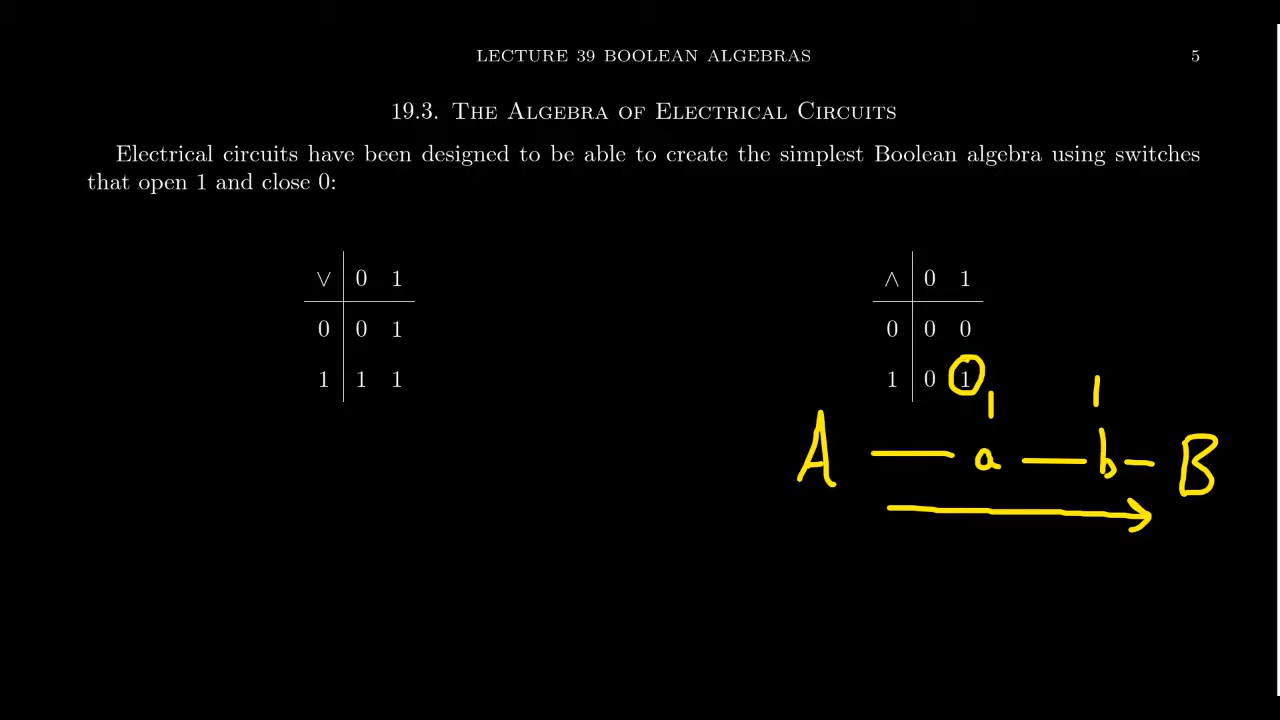 LECTURE 39 BOOLEAN ALGEBRAS 5
19.3. The Algebra of Electrical Circuits
Electrical circuits have been designed to be able to create the simplest Boolean algebra using switches
that open 1 and close 0:
∨ 0 1
0 0 1
1 1 1
∧ 0 1
0 0 0
1 0 1
1 1
A — a — b — B